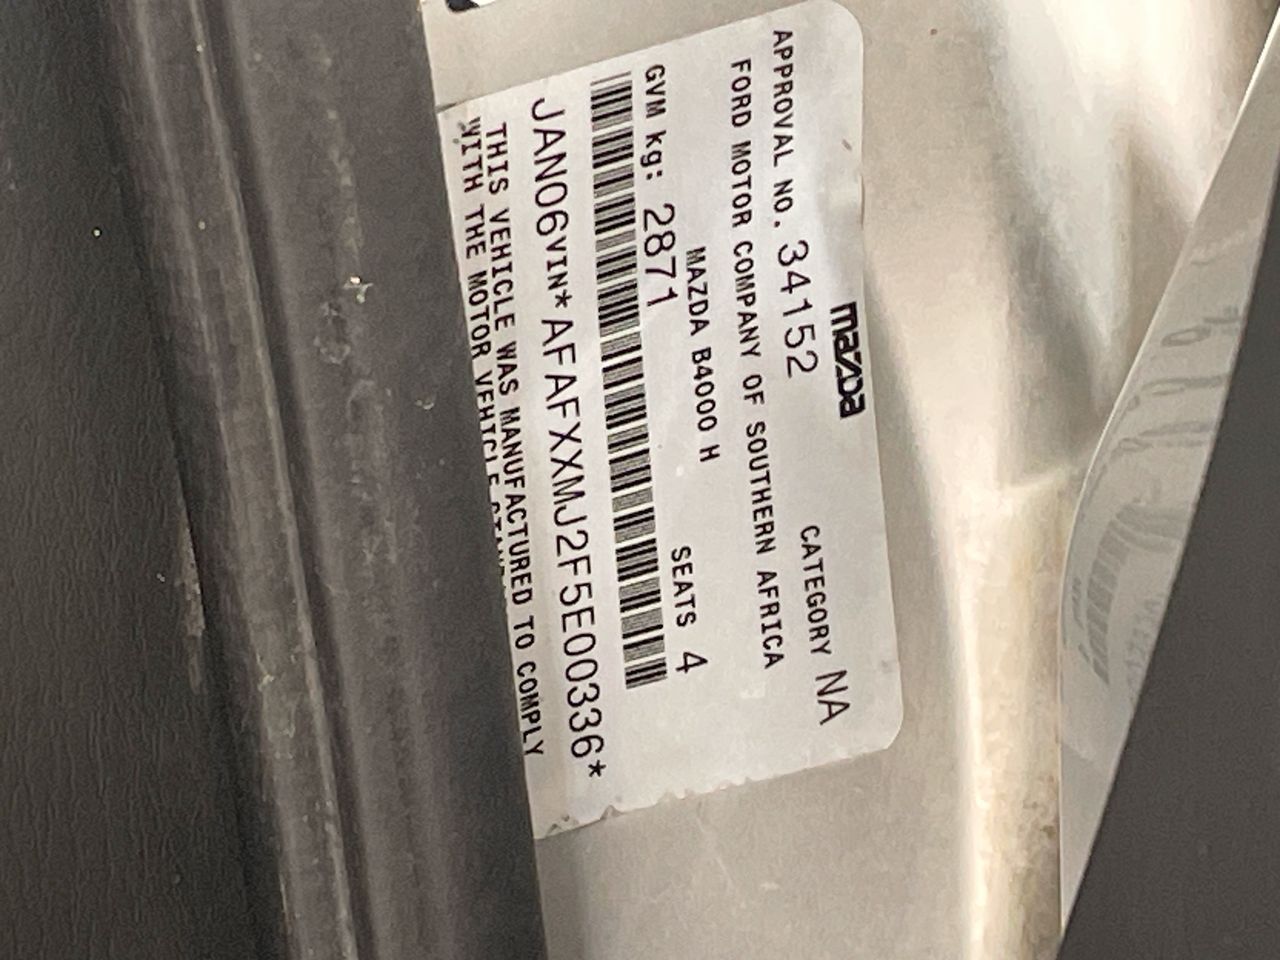 mazda
APPROVAL NO. 34152 CATEGORY NA
FORD MOTOR COMPANY OF SOUTHERN AFRICA
MAZDA B4000 H
GVM kg: 2871 SEATS 4
JAN06VIN*AFAFXXMJ2F5E00336*
THIS VEHICLE WAS MANUFACTURED TO COMPLY
WITH THE MOTOR VEHICLE